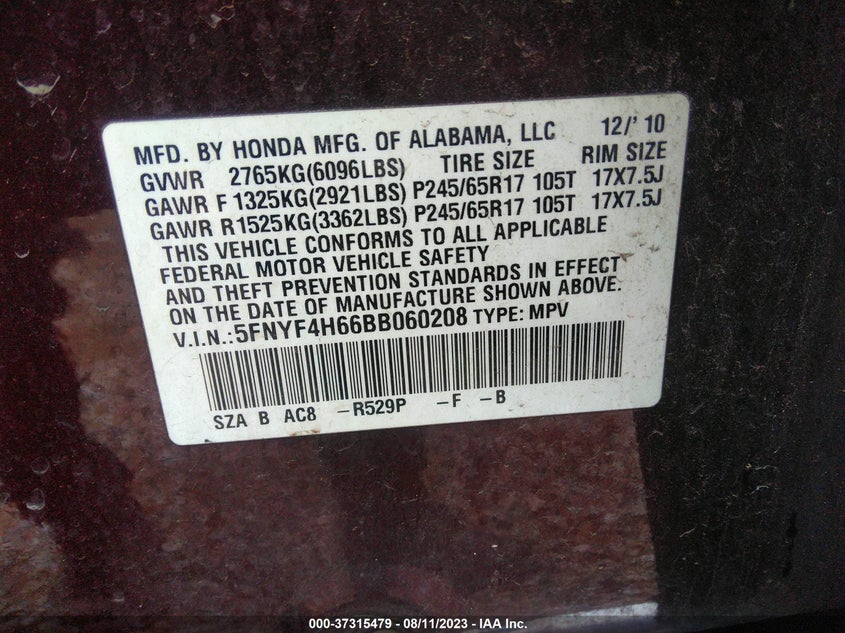 MFD. BY HONDA MFG. OF ALABAMA, LLC 12/' 10
GVWR 2765KG(6096LBS) TIRE SIZE RIM SIZE
GAWR F 1325KG(2921LBS) P245/65R17 105T 17X7.5J
GAWR R1525KG(3362LBS) P245/65R17 105T 17X7.5J
THIS VEHICLE CONFORMS TO ALL APPLICABLE
FEDERAL MOTOR VEHICLE SAFETY
AND THEFT PREVENTION STANDARDS IN EFFECT
ON THE DATE OF MANUFACTURE SHOWN ABOVE.
V.I.N.:5FNYF4H66BB060208 TYPE: MPV
SZA B AC8 -R529P -F -B
000-37315479 - 08/11/2023 - IAA Inc.